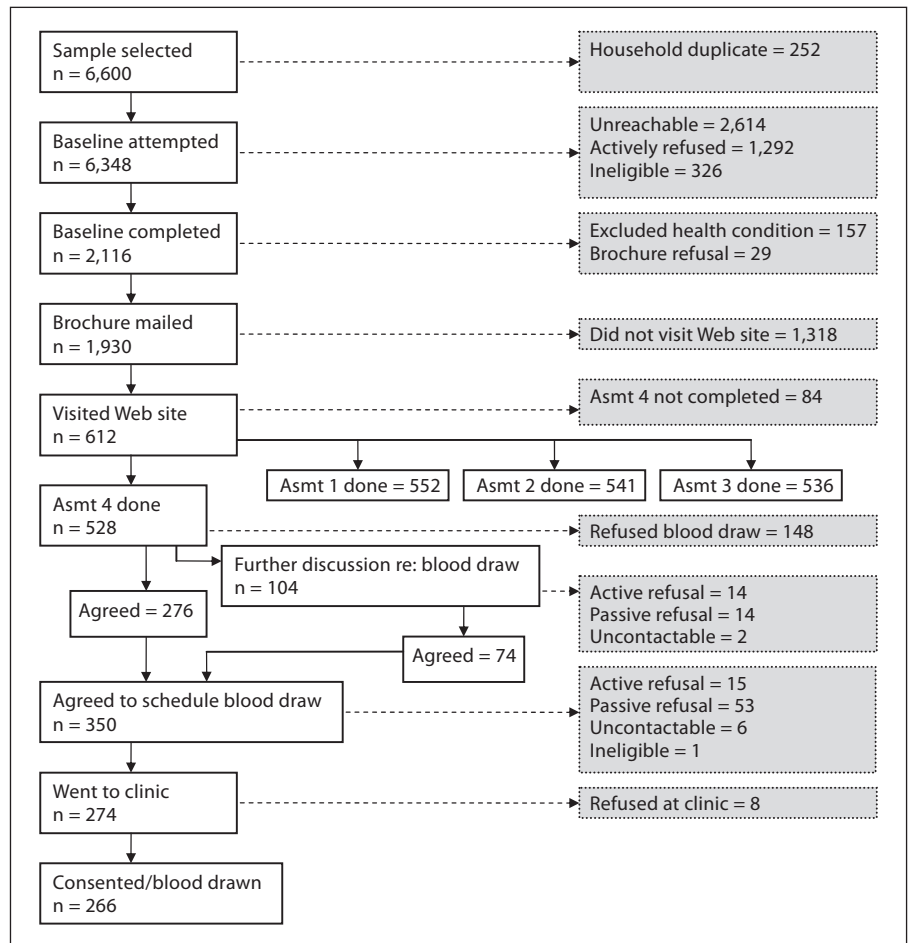 Sample selected
n = 6,600
Household duplicate = 252
Baseline attempted
n = 6,348
Unreachable = 2,614
Actively refused = 1,292
Ineligible = 326
Baseline completed
n = 2,116
Excluded health condition = 157
Brochure refusal = 29
Brochure mailed
n = 1,930
Did not visit Web site = 1,318
Visited Web site
n = 612
Asmt 4 not completed = 84
Asmt 1 done = 552
Asmt 2 done = 541
Asmt 3 done = 536
Asmt 4 done
n = 528
Refused blood draw = 148
Further discussion re: blood draw
n = 104
Active refusal = 14
Passive refusal = 14
Uncontactable = 2
Agreed = 276
Agreed = 74
Agreed to schedule blood draw
n = 350
Active refusal = 15
Passive refusal = 53
Uncontactable = 6
Ineligible = 1
Went to clinic
n = 274
Refused at clinic = 8
Consented/blood drawn
n = 266